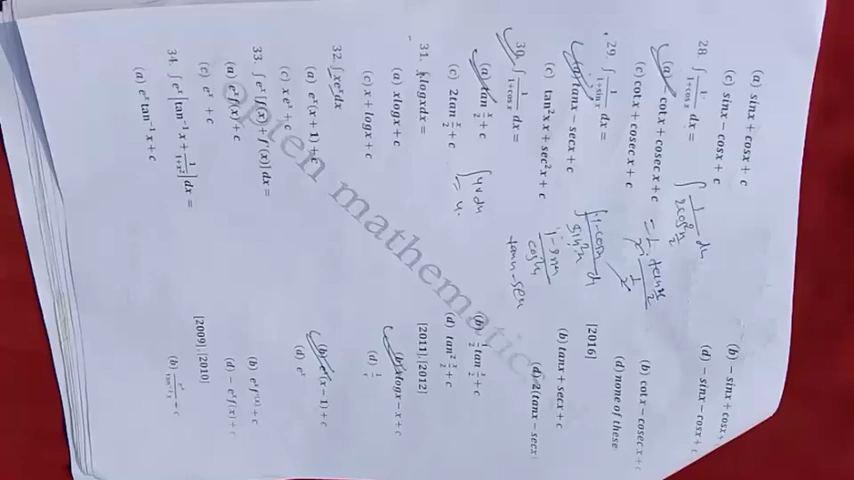 (a) sinx + cosx + c (b) − sinx + cosx +
(c) sinx − cosx + c (d) − sinx − cosx + c
28. ∫ 1/(1+cosx) dx =
(a) − cotx + cosecx + c (b) cotx − cosecx + c
(c) cotx + cosecx + c (d) none of these
29. ∫ 1/(1+sinx) dx = [2016]
(a) tanx − secx + c (b) tanx + secx + c
(c) tan²x + sec²x + c (d) 2(tanx − secx
30. ∫ 1/(1+cosx) dx =
(a) tan x/2 + c (b) 1/2 tan x/2 + c
(c) 2tan x/2 + c (d) tan² x/2 + c
31. ∫ logxdx = [2011],[2012]
(a) xlogx + c (b) xlogx − x + c
(c) x + logx + c (d) 1/x
32. ∫ xeˣdx
(a) eˣ(x + 1) + c (b) eˣ(x − 1) + c
(c) xeˣ + c (d) eˣ
33. ∫ eˣ[f(x) + f′(x)]dx =
(a) eˣf(x) + c
(c) eˣ + c (d) − eˣf(x) + c
34. ∫ eˣ[tan⁻¹x + 1/(1+x²)]dx = [2009],[2010]
(a) eˣ tan⁻¹x + c
mathematic